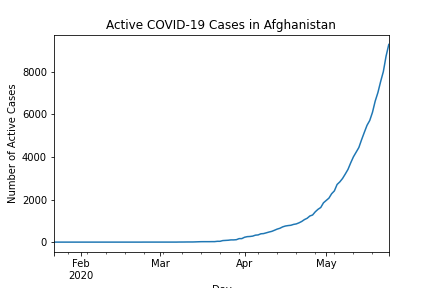 Active COVID-19 Cases in Afghanistan
Number of Active Cases
8000
6000
4000
2000
0
Feb
2020
Mar
Apr
May